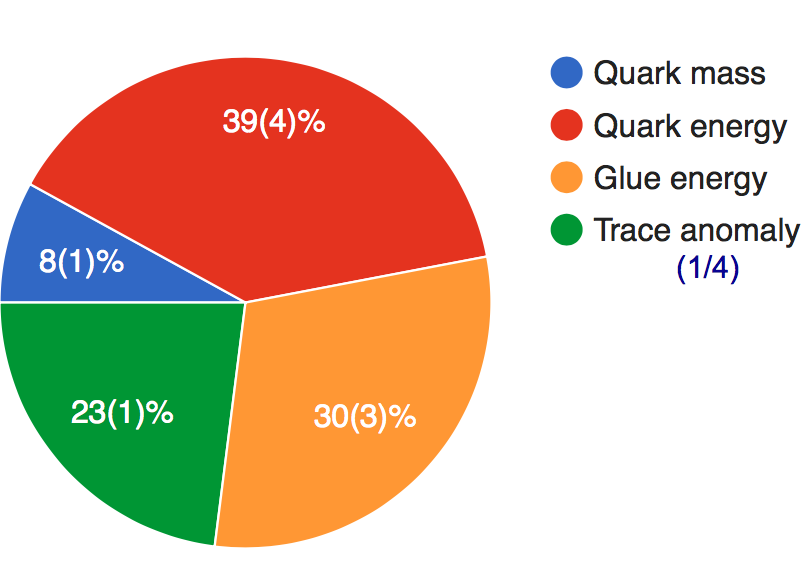 39(4)%
8(1)%
23(1)%
30(3)%
Quark mass
Quark energy
Glue energy
Trace anomaly
(1/4)